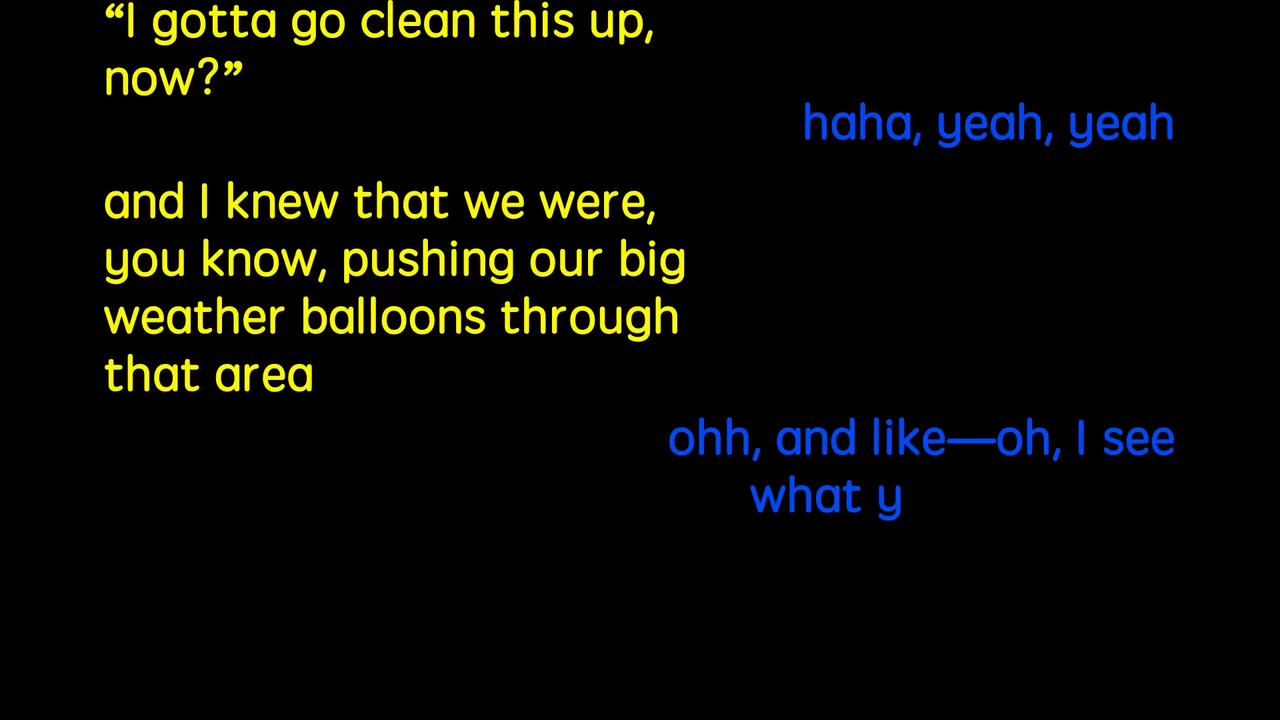 “I gotta go clean this up,
now?”
haha, yeah, yeah
and I knew that we were,
you know, pushing our big
weather balloons through
that area
ohh, and like—oh, I see
what y